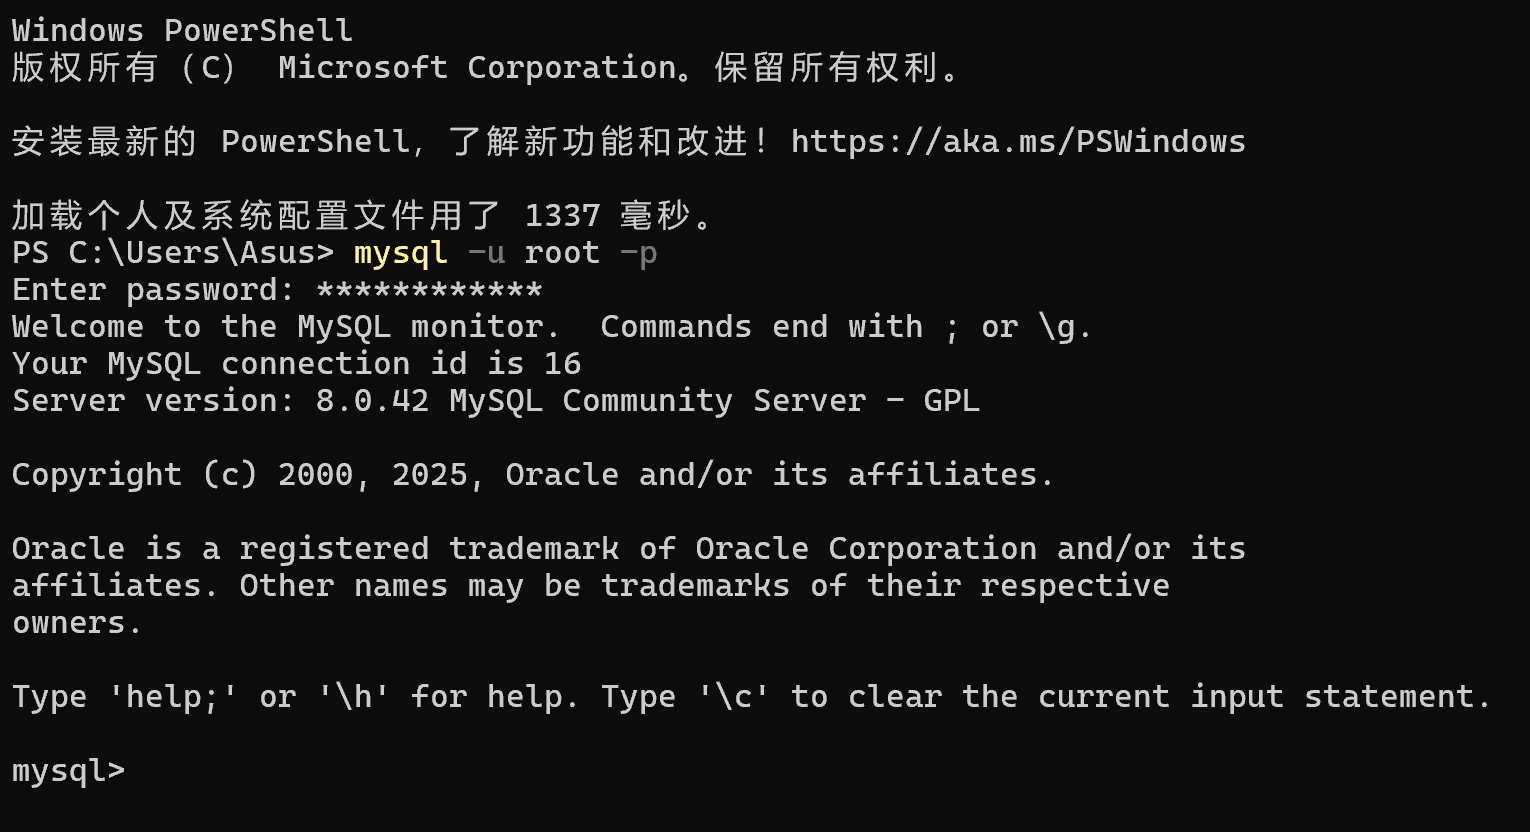 Windows PowerShell
版权所有（C） Microsoft Corporation。保留所有权利。
安装最新的 PowerShell，了解新功能和改进！https://aka.ms/PSWindows
加载个人及系统配置文件用了 1337 毫秒。
PS C:\Users\Asus> mysql -u root -p
Enter password: ************
Welcome to the MySQL monitor.  Commands end with ; or \g.
Your MySQL connection id is 16
Server version: 8.0.42 MySQL Community Server - GPL
Copyright (c) 2000, 2025, Oracle and/or its affiliates.
Oracle is a registered trademark of Oracle Corporation and/or its
affiliates. Other names may be trademarks of their respective
owners.
Type 'help;' or '\h' for help. Type '\c' to clear the current input statement.
mysql>